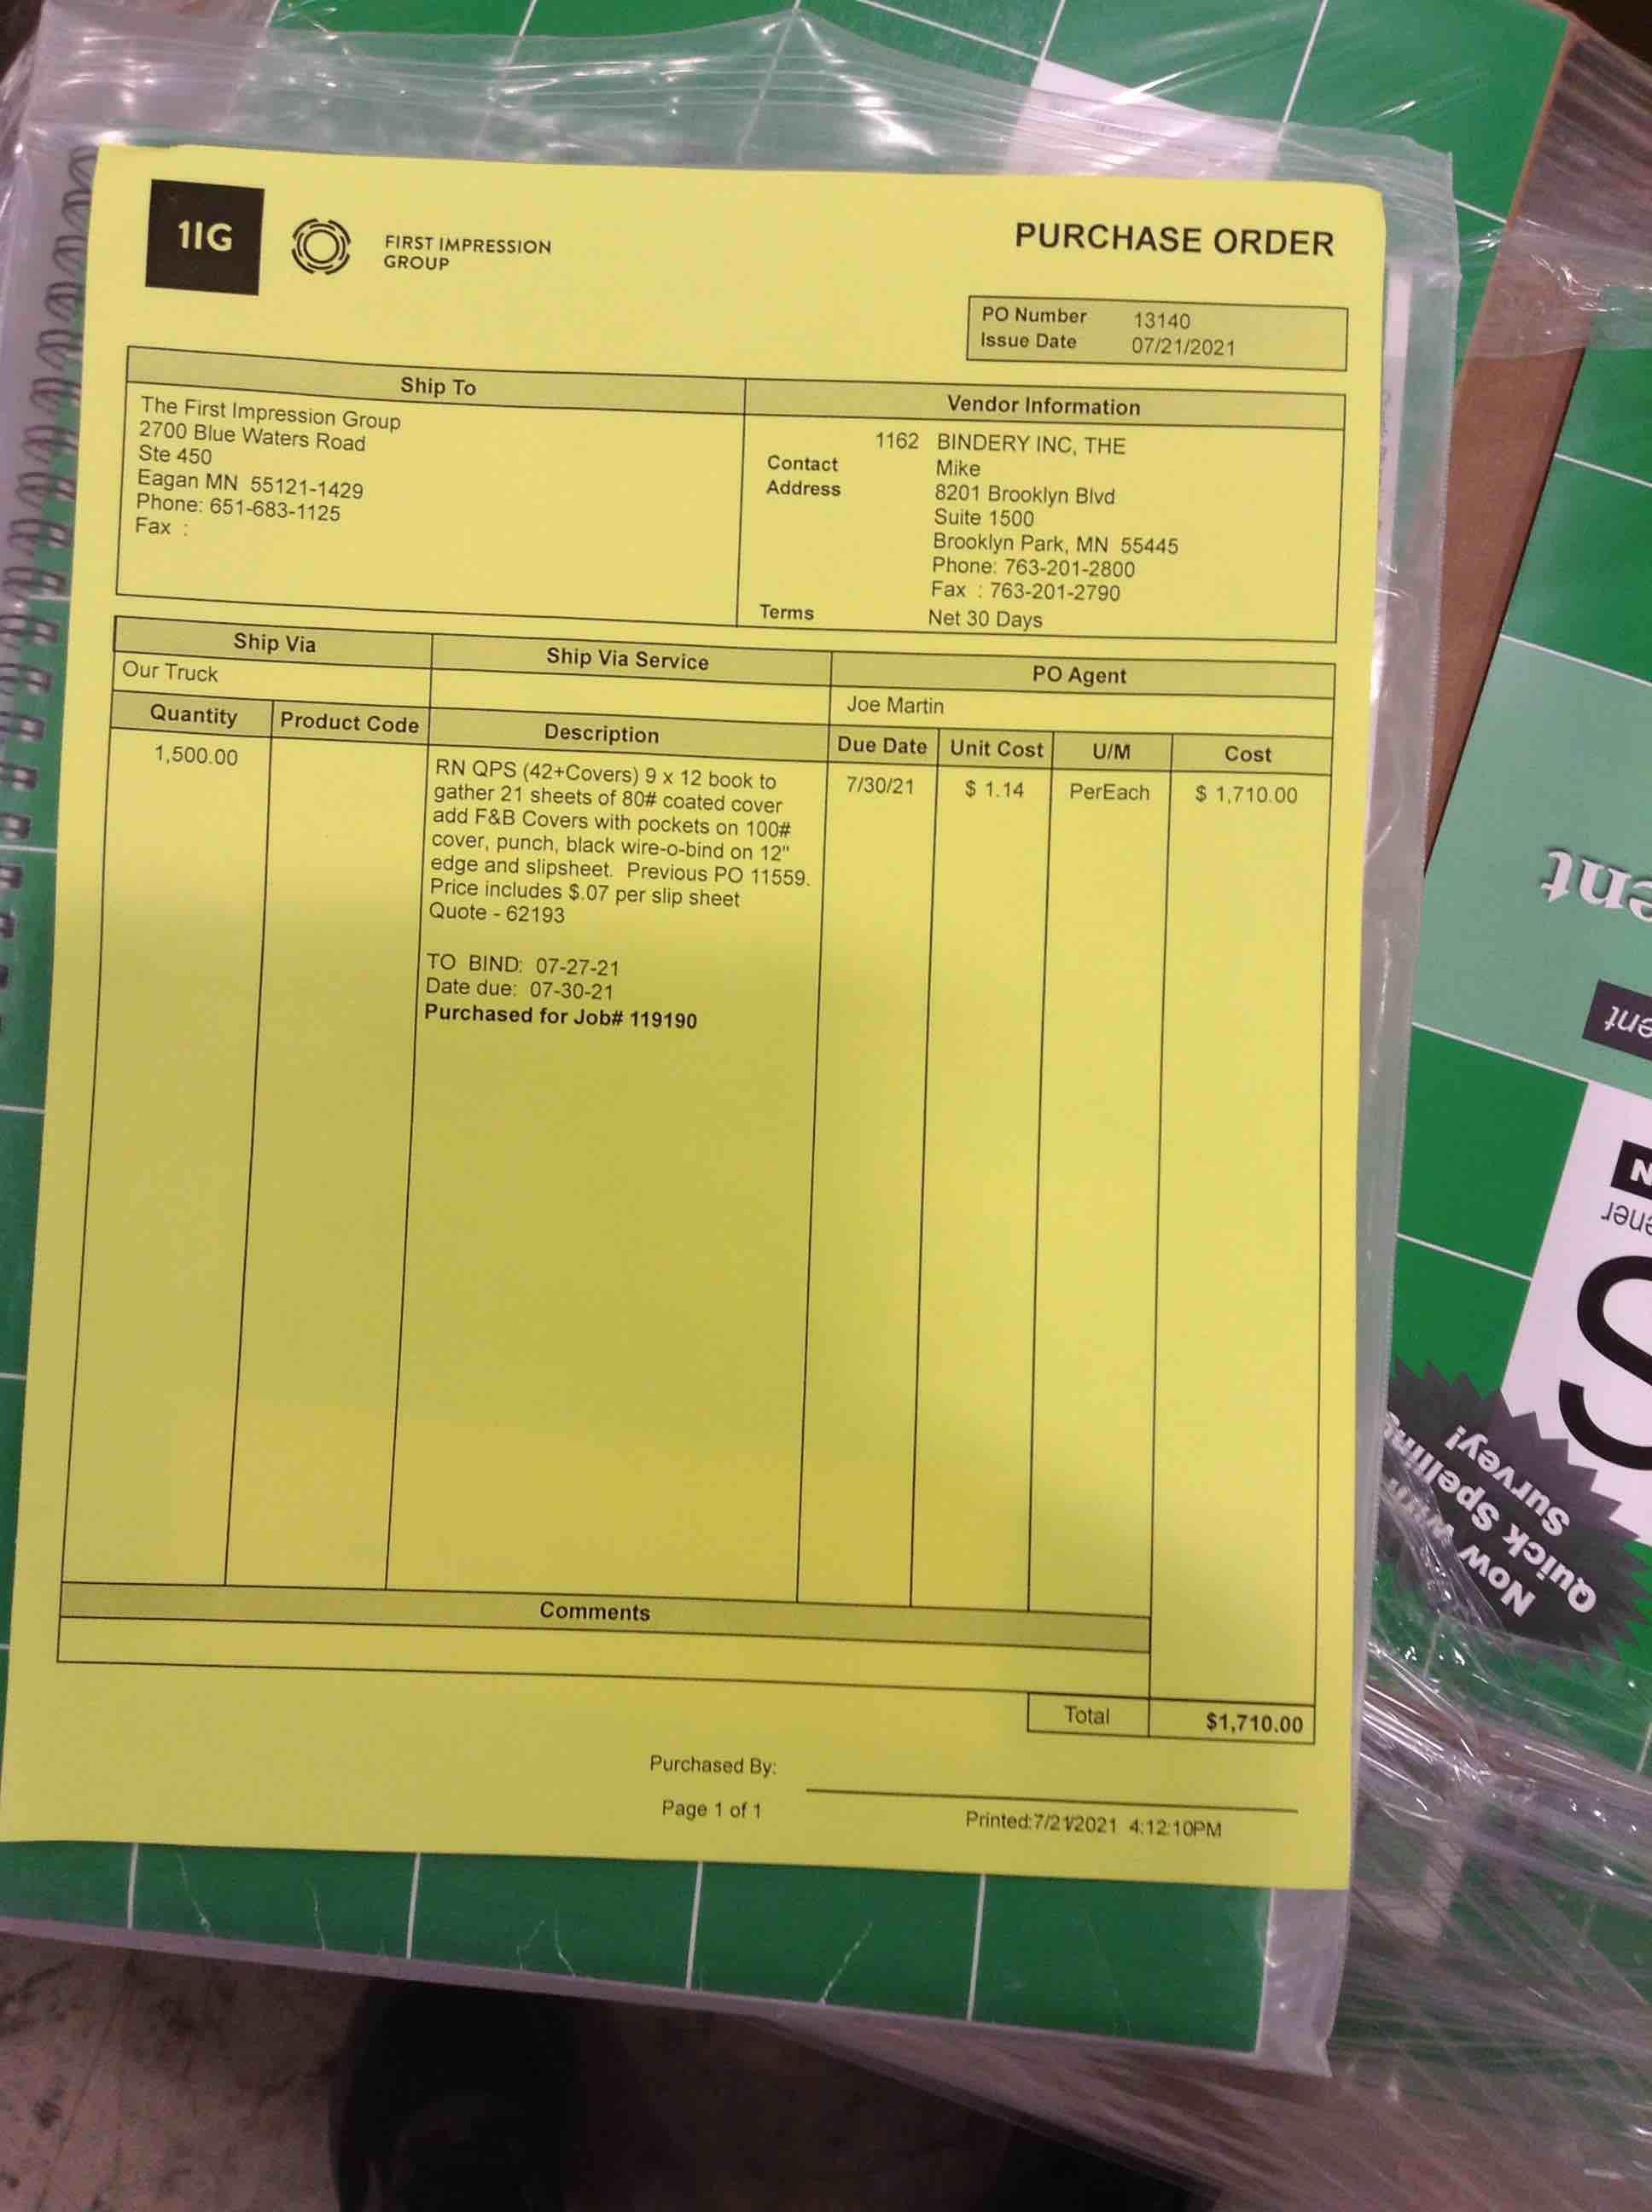 1IG
FIRST IMPRESSION
GROUP
PURCHASE ORDER
PO Number 13140
Issue Date 07/21/2021
Ship To
The First Impression Group
2700 Blue Waters Road
Ste 450
Eagan MN 55121-1429
Phone: 651-683-1125
Fax :
Vendor Information
1162 BINDERY INC, THE
Contact Mike
Address 8201 Brooklyn Blvd
Suite 1500
Brooklyn Park, MN 55445
Phone: 763-201-2800
Fax : 763-201-2790
Terms Net 30 Days
Ship Via Ship Via Service PO Agent
Our Truck Joe Martin
Quantity Product Code Description Due Date Unit Cost U/M Cost
1,500.00 RN QPS (42+Covers) 9 x 12 book to 7/30/21 $ 1.14 PerEach $ 1,710.00
gather 21 sheets of 80# coated cover
add F&B Covers with pockets on 100#
cover, punch, black wire-o-bind on 12"
edge and slipsheet. Previous PO 11559.
Price includes $.07 per slip sheet
Quote - 62193
TO BIND: 07-27-21
Date due: 07-30-21
Purchased for Job# 119190
Comments
Total $1,710.00
Purchased By:
Page 1 of 1
Printed:7/21/2021 4:12:10PM
ent
ent
N
ener
S
Now with
Quick Spelling
Survey!